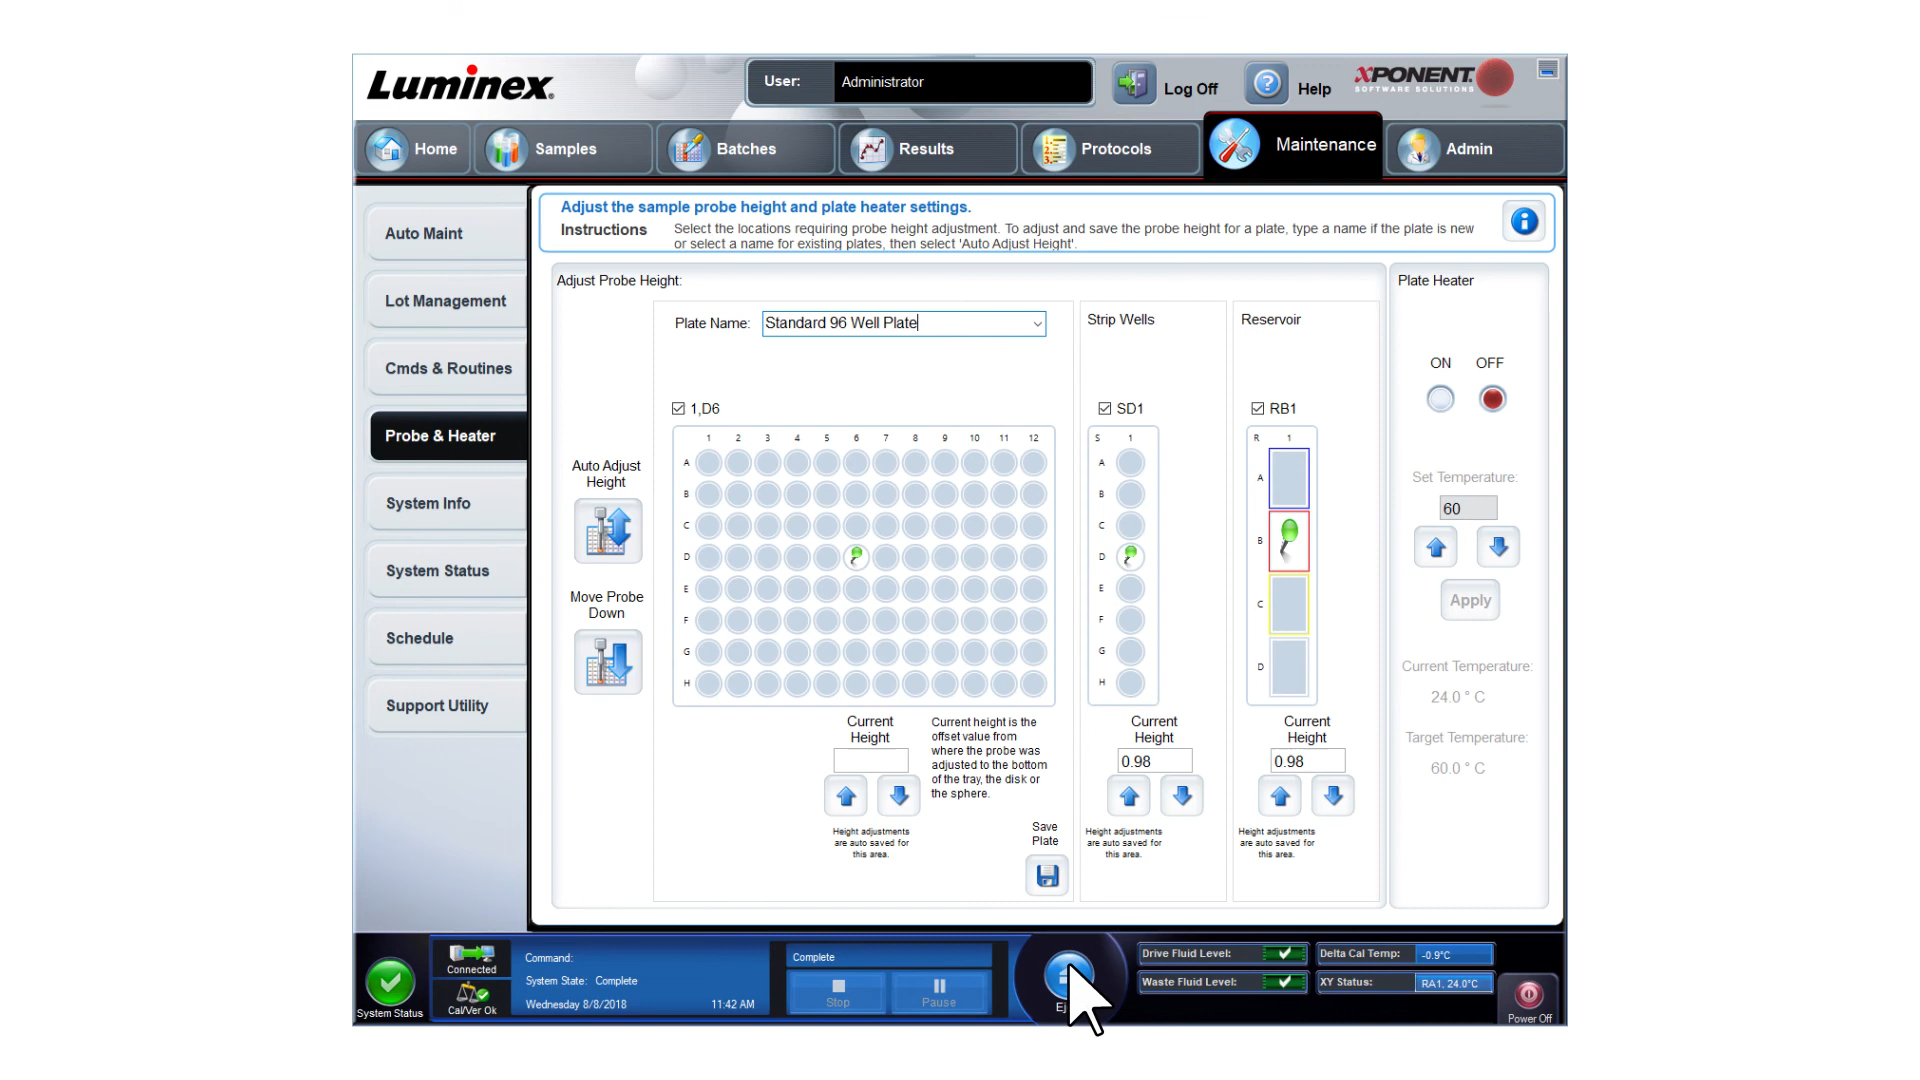 Luminex®
User: Administrator
Log Off
Help
XPONENT.
SOFTWARE SOLUTIONS
Home
Samples
Batches
Results
Protocols
Maintenance
Admin
Auto Maint
Lot Management
Cmds & Routines
Probe & Heater
System Info
System Status
Schedule
Support Utility
Adjust the sample probe height and plate heater settings.
Instructions
Select the locations requiring probe height adjustment. To adjust and save the probe height for a plate, type a name if the plate is new
or select a name for existing plates, then select 'Auto Adjust Height'.
Adjust Probe Height:
Plate Name: Standard 96 Well Plate
Auto Adjust
Height
Move Probe
Down
1,D6
1 2 3 4 5 6 7 8 9 10 11 12
A
B
C
D
E
F
G
H
Current
Height
Current height is the
offset value from
where the probe was
adjusted to the bottom
of the tray, the disk or
the sphere.
Height adjustments
are auto saved for
this area.
Save
Plate
Strip Wells
SD1
S 1
A
B
C
D
E
F
G
H
Current
Height
0.98
Height adjustments
are auto saved for
this area.
Reservoir
RB1
R 1
A
B
C
D
Current
Height
0.98
Height adjustments
are auto saved for
this area.
Plate Heater
ON OFF
Set Temperature:
60
Apply
Current Temperature:
24.0 ° C
Target Temperature:
60.0 ° C
System Status
Connected
Cal/Ver Ok
Command:
System State: Complete
Wednesday 8/8/2018 11:42 AM
Complete
Stop
Pause
Drive Fluid Level:
Waste Fluid Level:
Delta Cal Temp: -0.9°C
XY Status: RA1, 24.0°C
Power Off